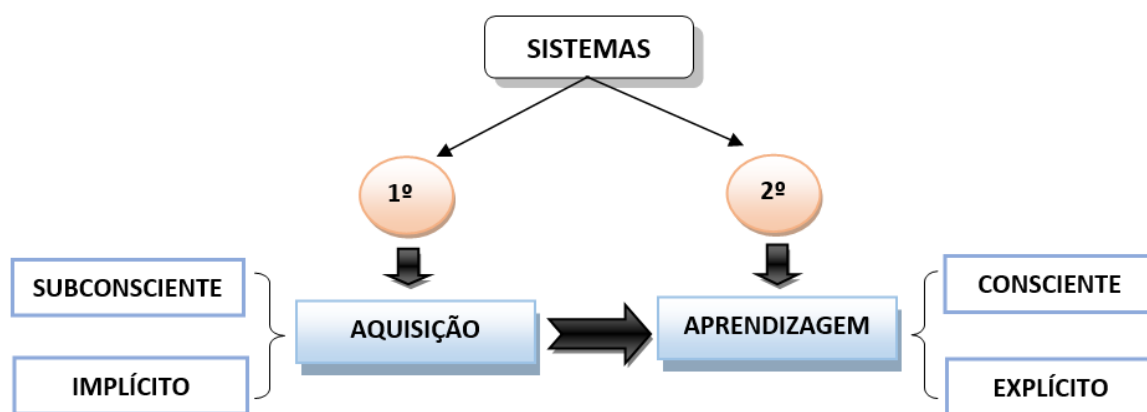 SISTEMAS
1º
2º
SUBCONSCIENTE
IMPLÍCITO
AQUISIÇÃO
APRENDIZAGEM
CONSCIENTE
EXPLÍCITO